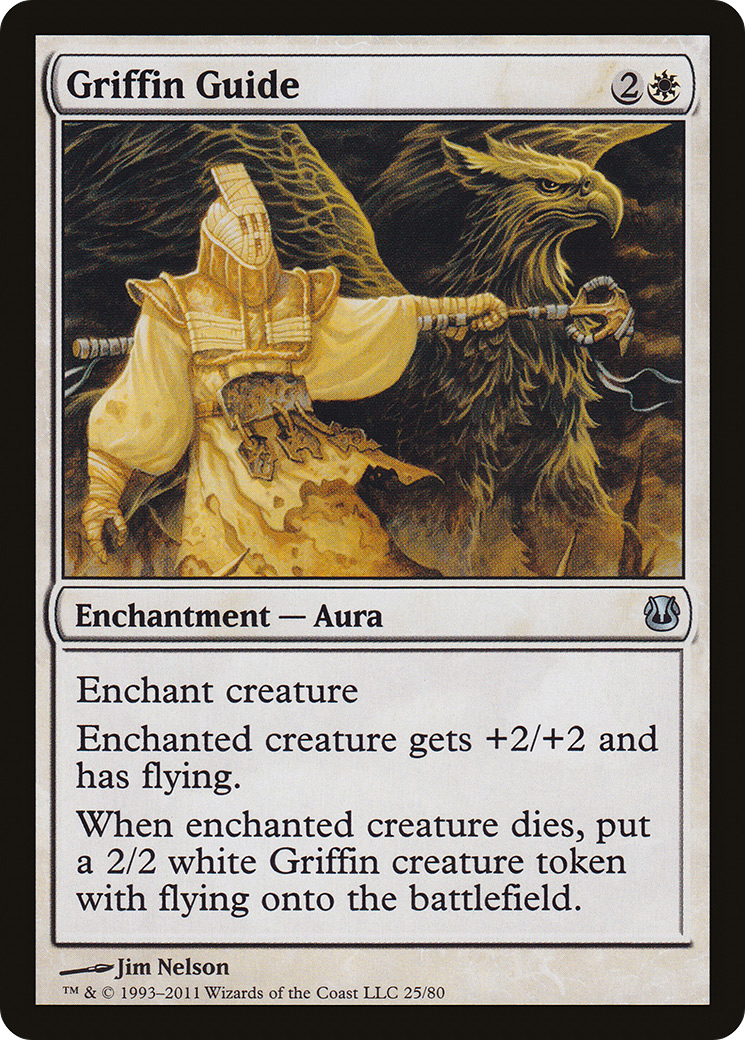 Griffin Guide 2
Enchantment — Aura
Enchant creature
Enchanted creature gets +2/+2 and
has flying.
When enchanted creature dies, put
a 2/2 white Griffin creature token
with flying onto the battlefield.
Jim Nelson
™ & © 1993–2011 Wizards of the Coast LLC 25/80